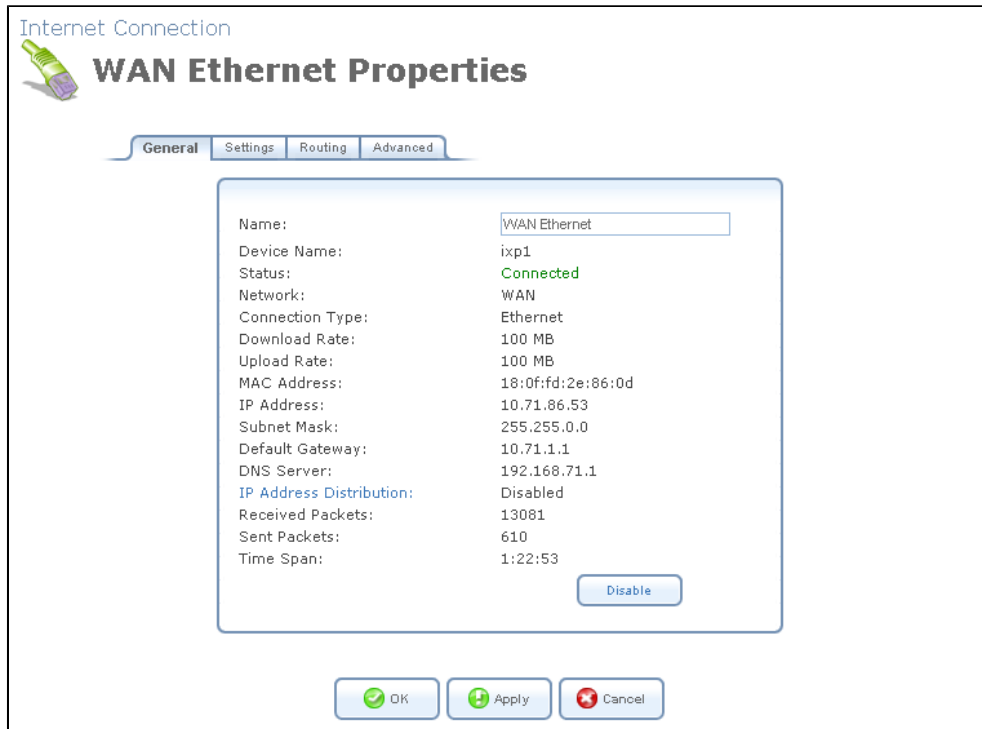 Internet Connection
WAN Ethernet Properties
General Settings Routing Advanced
Name: WAN Ethernet
Device Name: ixp1
Status: Connected
Network: WAN
Connection Type: Ethernet
Download Rate: 100 MB
Upload Rate: 100 MB
MAC Address: 18:0f:fd:2e:86:0d
IP Address: 10.71.86.53
Subnet Mask: 255.255.0.0
Default Gateway: 10.71.1.1
DNS Server: 192.168.71.1
IP Address Distribution: Disabled
Received Packets: 13081
Sent Packets: 610
Time Span: 1:22:53
Disable
OK Apply Cancel